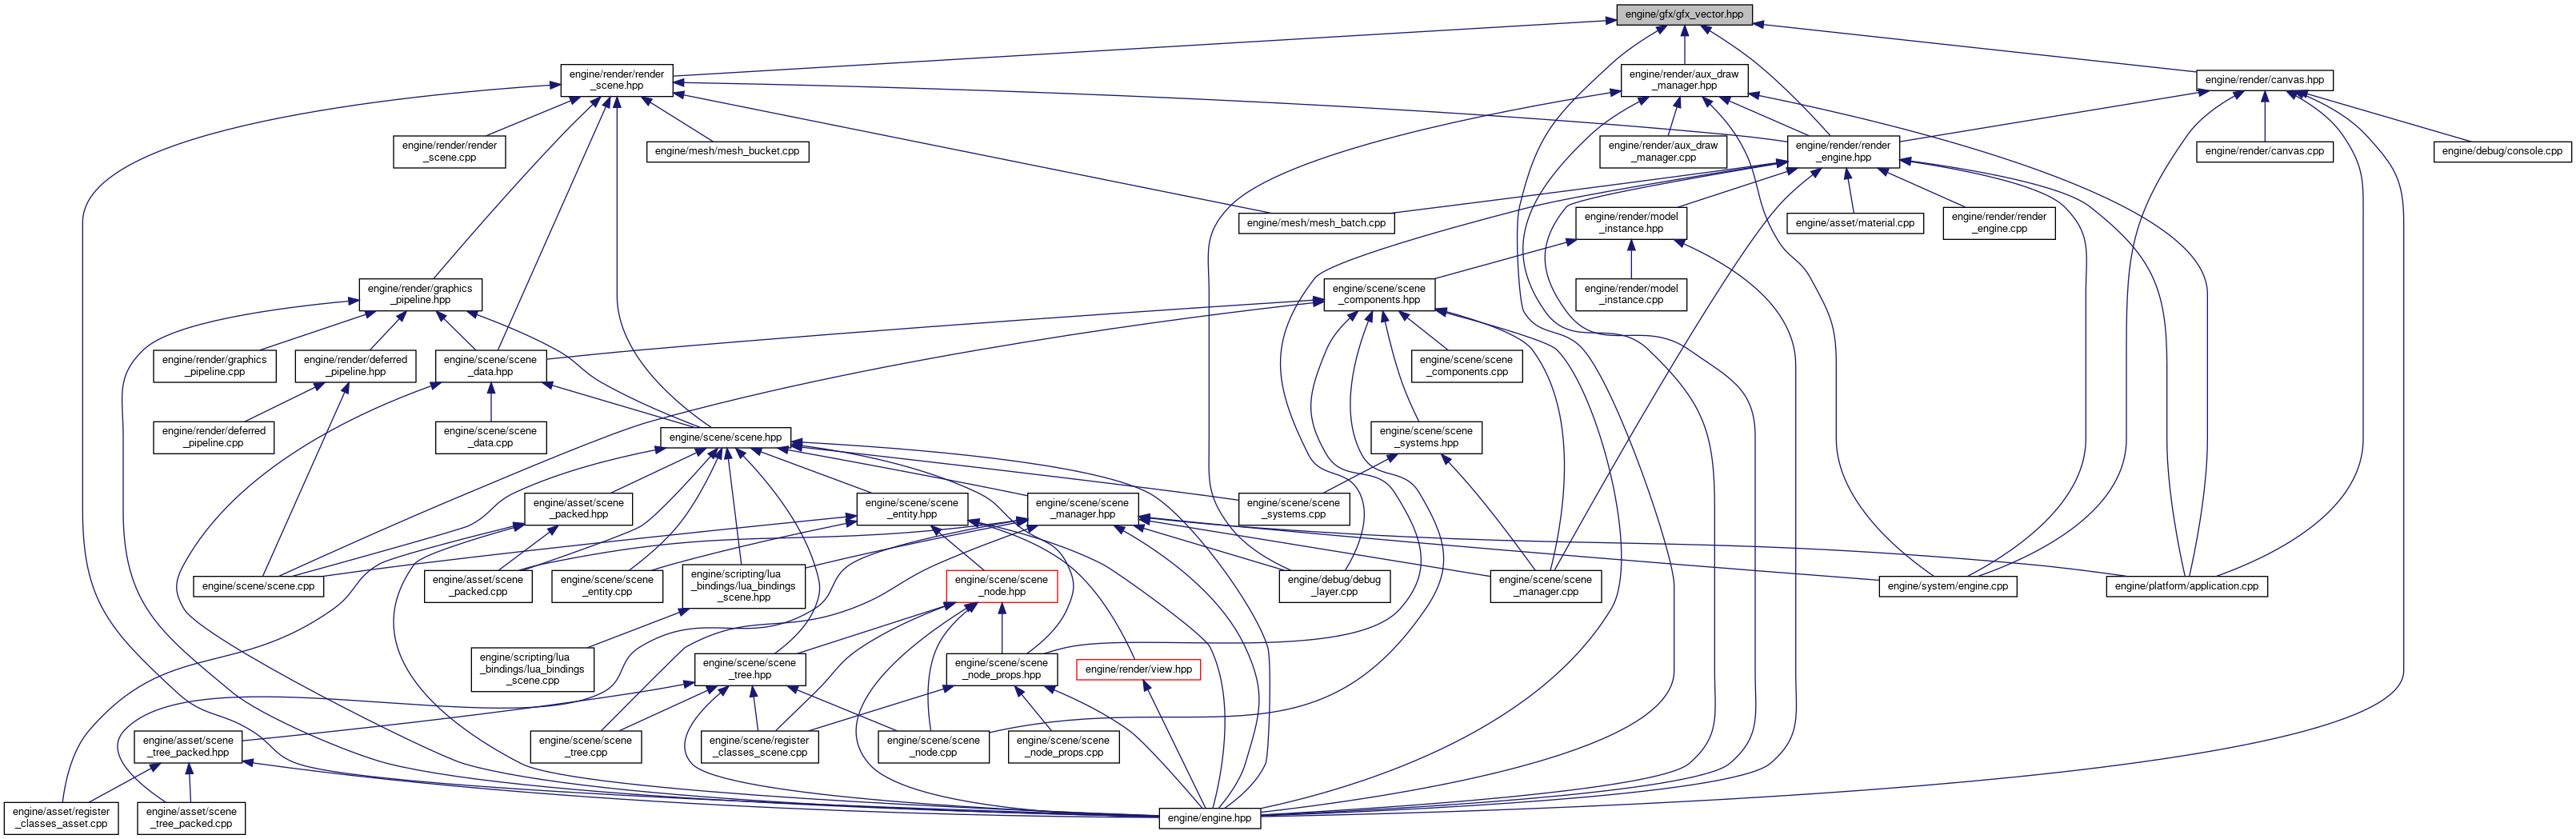 engine/gfx/gfx_vector.hpp
engine/render/render
_scene.hpp
engine/render/aux_draw
_manager.hpp
engine/render/canvas.hpp
engine/render/render
_scene.cpp
engine/mesh/mesh_bucket.cpp
engine/render/aux_draw
_manager.cpp
engine/render/render
_engine.hpp
engine/render/canvas.cpp
engine/debug/console.cpp
engine/mesh/mesh_batch.cpp
engine/render/model
_instance.hpp
engine/asset/material.cpp
engine/render/render
_engine.cpp
engine/render/graphics
_pipeline.hpp
engine/scene/scene
_components.hpp
engine/render/model
_instance.cpp
engine/render/graphics
_pipeline.cpp
engine/render/deferred
_pipeline.hpp
engine/scene/scene
_data.hpp
engine/scene/scene
_components.cpp
engine/render/deferred
_pipeline.cpp
engine/scene/scene
_data.cpp
engine/scene/scene.hpp
engine/scene/scene
_systems.hpp
engine/asset/scene
_packed.hpp
engine/scene/scene
_entity.hpp
engine/scene/scene
_manager.hpp
engine/scene/scene
_systems.cpp
engine/scene/scene.cpp
engine/asset/scene
_packed.cpp
engine/scene/scene
_entity.cpp
engine/scripting/lua
_bindings/lua_bindings
_scene.hpp
engine/scene/scene
_node.hpp
engine/debug/debug
_layer.cpp
engine/scene/scene
_manager.cpp
engine/system/engine.cpp
engine/platform/application.cpp
engine/scripting/lua
_bindings/lua_bindings
_scene.cpp
engine/scene/scene
_tree.hpp
engine/scene/scene
_node_props.hpp
engine/render/view.hpp
engine/asset/scene
_tree_packed.hpp
engine/scene/scene
_tree.cpp
engine/scene/register
_classes_scene.cpp
engine/scene/scene
_node.cpp
engine/scene/scene
_node_props.cpp
engine/asset/register
_classes_asset.cpp
engine/asset/scene
_tree_packed.cpp
engine/engine.hpp